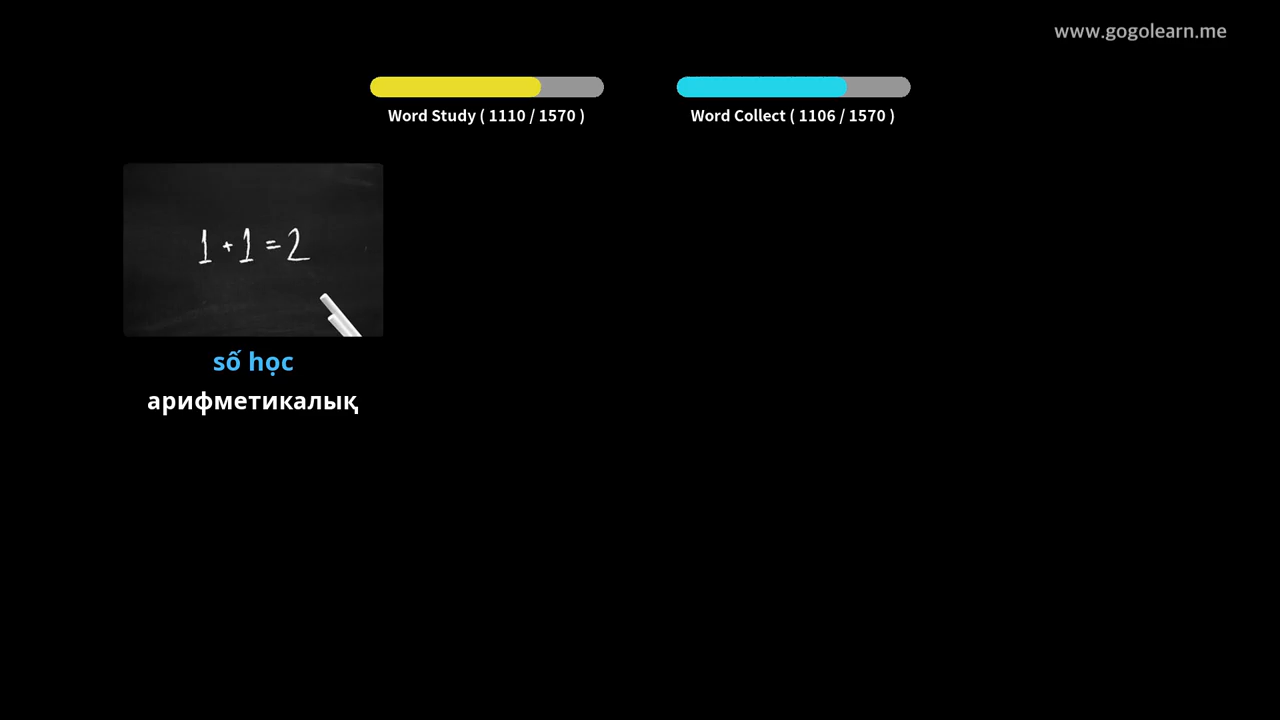 www.gogolearn.me
Word Study ( 1110 / 1570 )
Word Collect ( 1106 / 1570 )
1 + 1 = 2
số học
арифметикалық